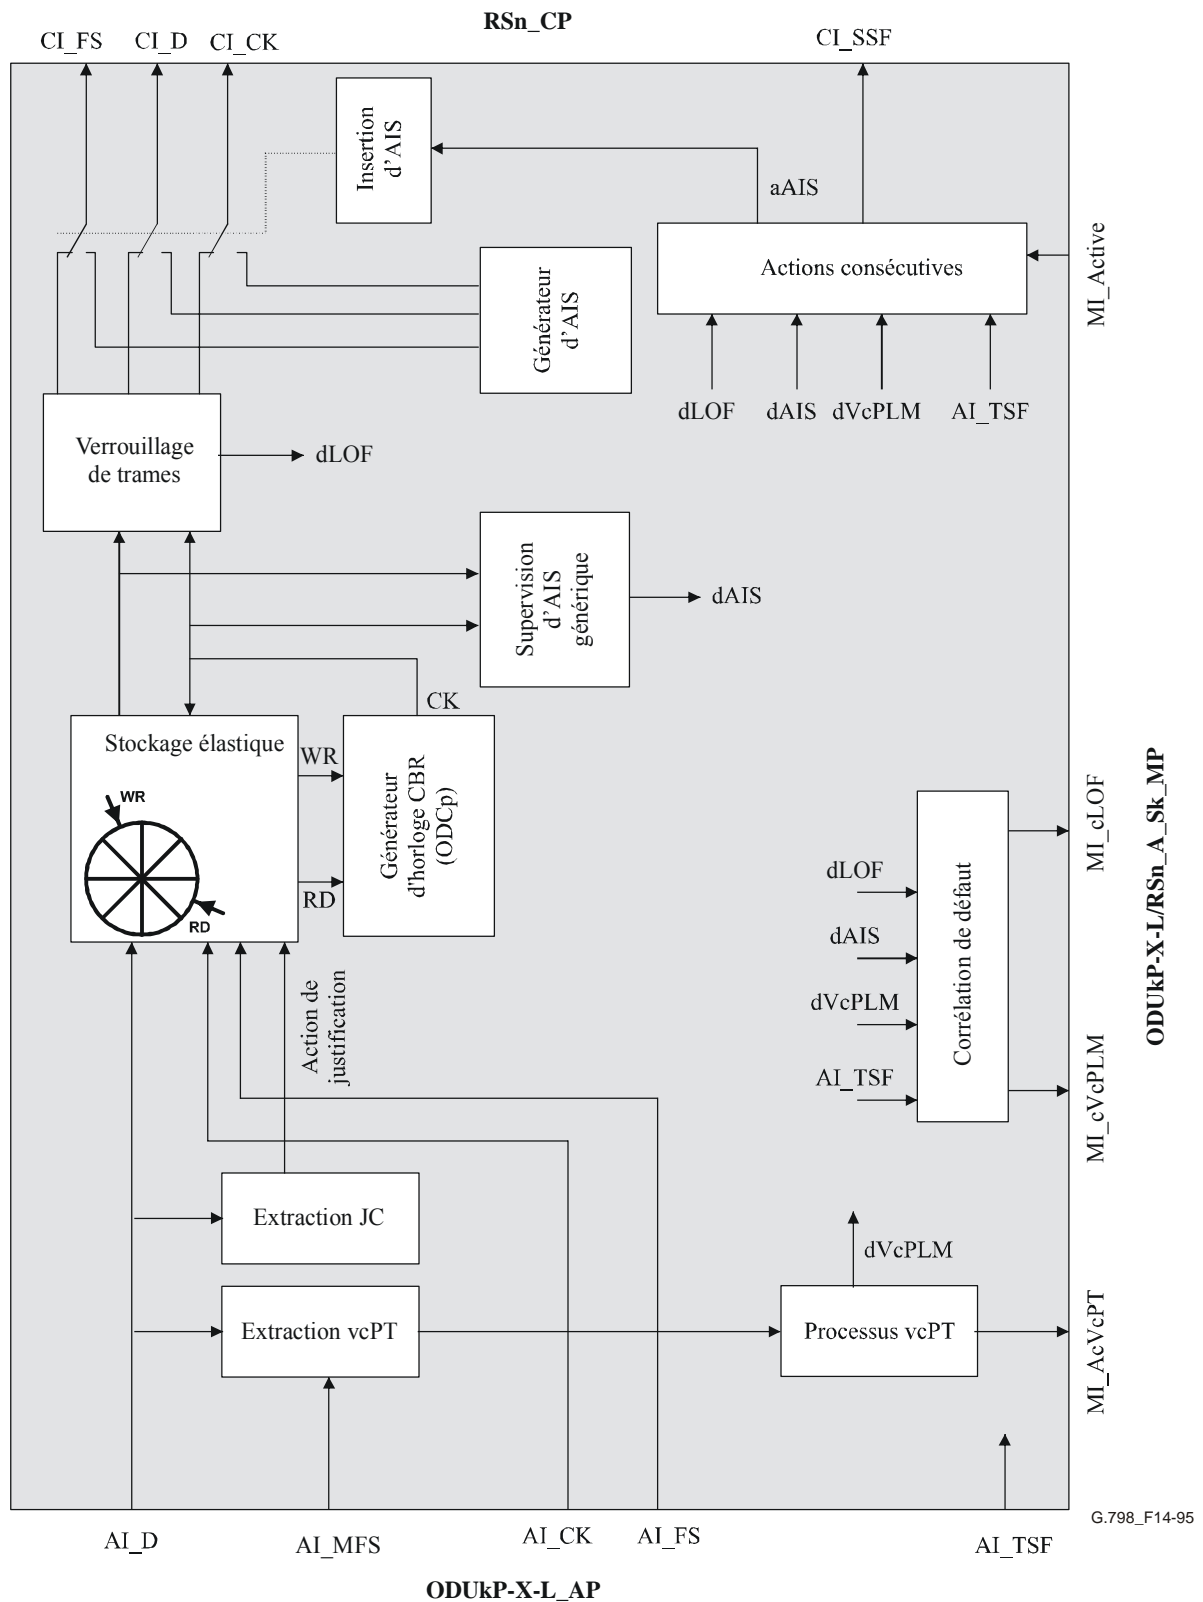 RSn_CP
CI_FS
CI_D
CI_CK
CI_SSF
Insertion
d'AIS
aAIS
Actions consécutives
MI_Active
Générateur
d'AIS
dLOF
dAIS
dVcPLM
AI_TSF
Verrouillage
de trames
dLOF
Supervision
d'AIS
générique
dAIS
CK
Stockage élastique
WR
WR
RD
RD
Générateur
d'horloge CBR
(ODCp)
MI_cLOF
ODUkP-X-L/RSn_A_Sk_MP
dLOF
dAIS
dVcPLM
AI_TSF
Corrélation de défaut
MI_cVcPLM
Action de
justification
Extraction JC
dVcPLM
Extraction vcPT
Processus vcPT
MI_AcVcPT
G.798_F14-95
AI_D
AI_MFS
AI_CK
AI_FS
AI_TSF
ODUkP-X-L_AP